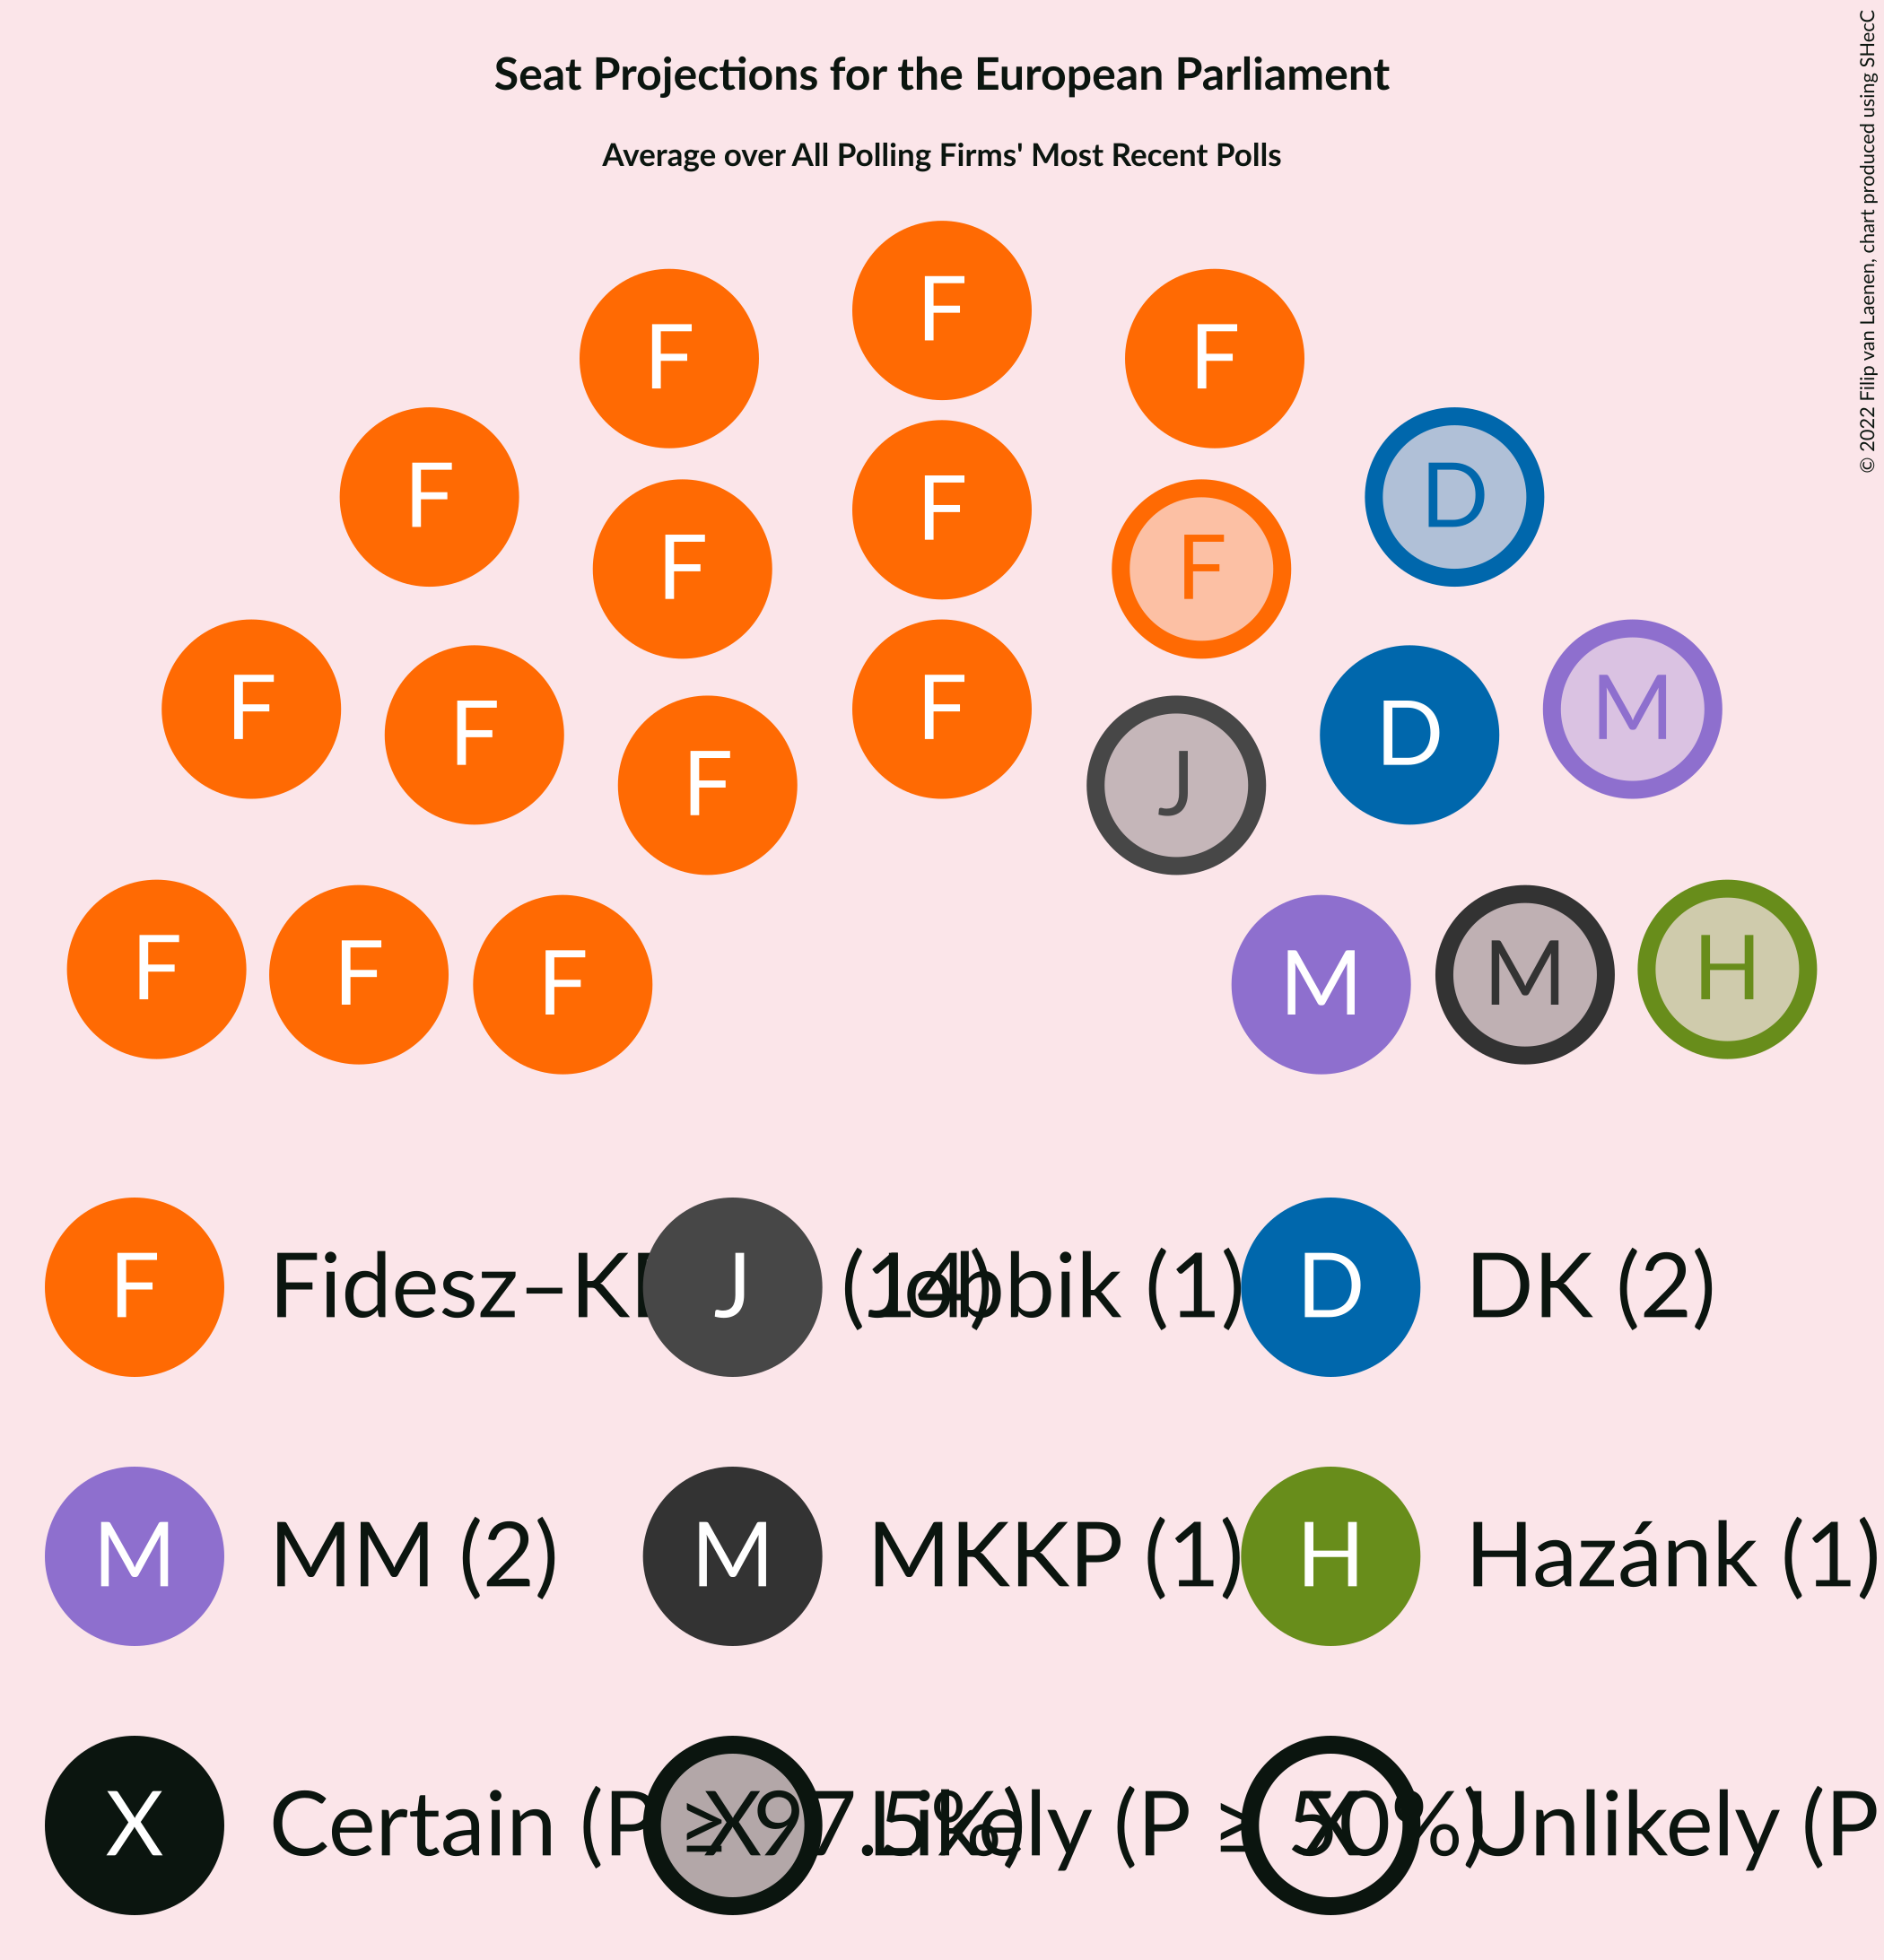 Seat Projections for the European Parliament
Average over All Polling Firms' Most Recent Polls
© 2022 Filip van Laenen, chart produced using SHecC
F
F F
F D
F
F F
F M
F
F D
F J
F F F M M H
F Fidesz–K (14) J Jobbik (1) D DK (2)
M MM (2) M MKKP (1) H Hazánk (1)
X Certain (P ≥ 97.5%) X Likely (P ≥ 50%) X Unlikely (P